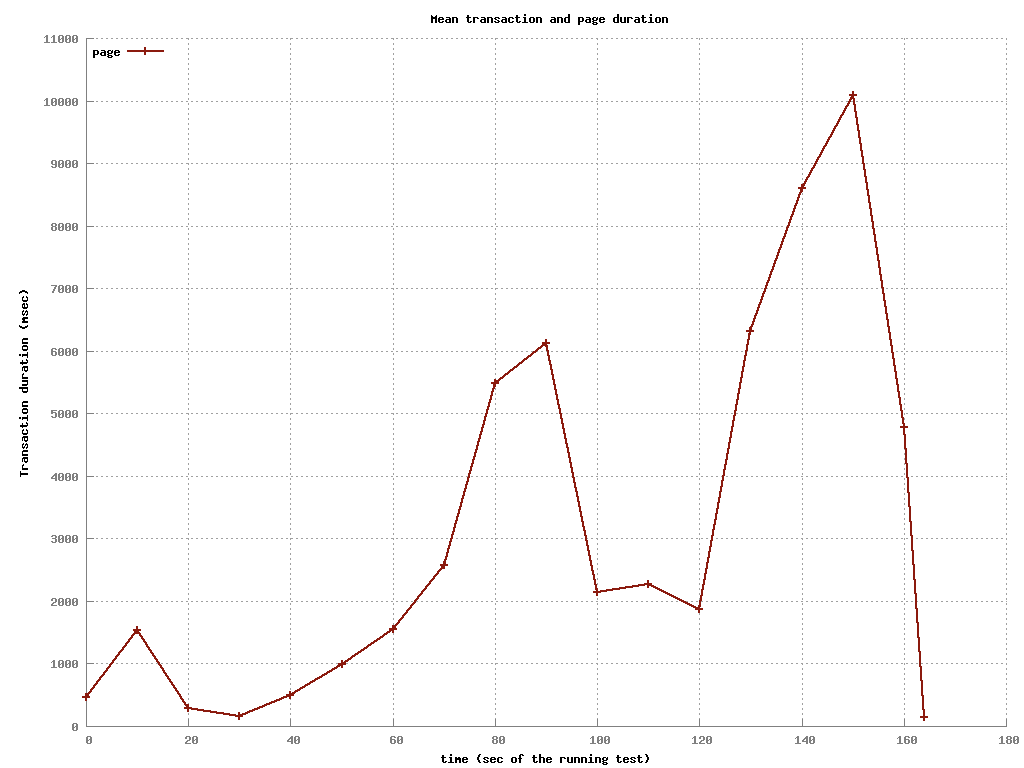 Mean transaction and page duration
11000
page
10000
9000
8000
7000
6000
5000
4000
3000
2000
1000
0
Transaction duration (msec)
0 20 40 60 80 100 120 140 160 180
time (sec of the running test)